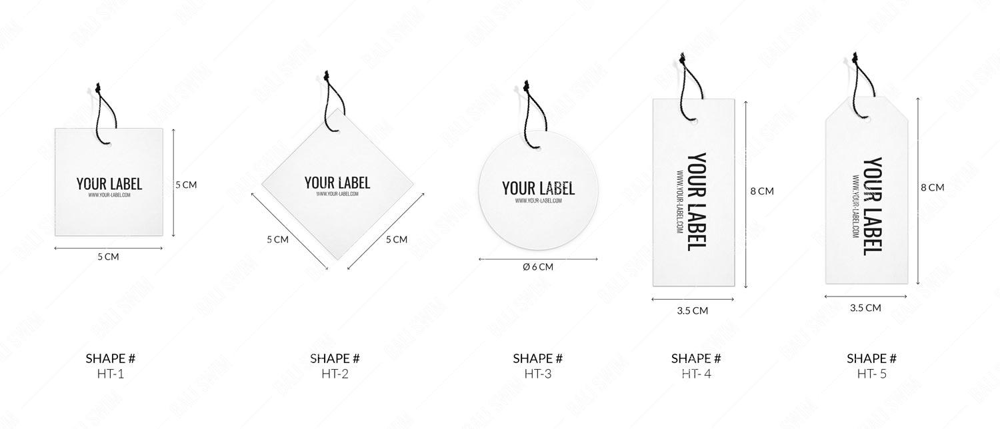 YOUR LABEL
WWW.YOUR-LABEL.COM
5 CM
5 CM
SHAPE #
HT-1
YOUR LABEL
WWW.YOUR-LABEL.COM
5 CM
5 CM
SHAPE #
HT-2
YOUR LABEL
WWW.YOUR-LABEL.COM
Ø 6 CM
SHAPE #
HT-3
YOUR LABEL
WWW.YOUR-LABEL.COM
8 CM
3.5 CM
SHAPE #
HT- 4
YOUR LABEL
WWW.YOUR-LABEL.COM
8 CM
3.5 CM
SHAPE #
HT- 5
BALI SWIM